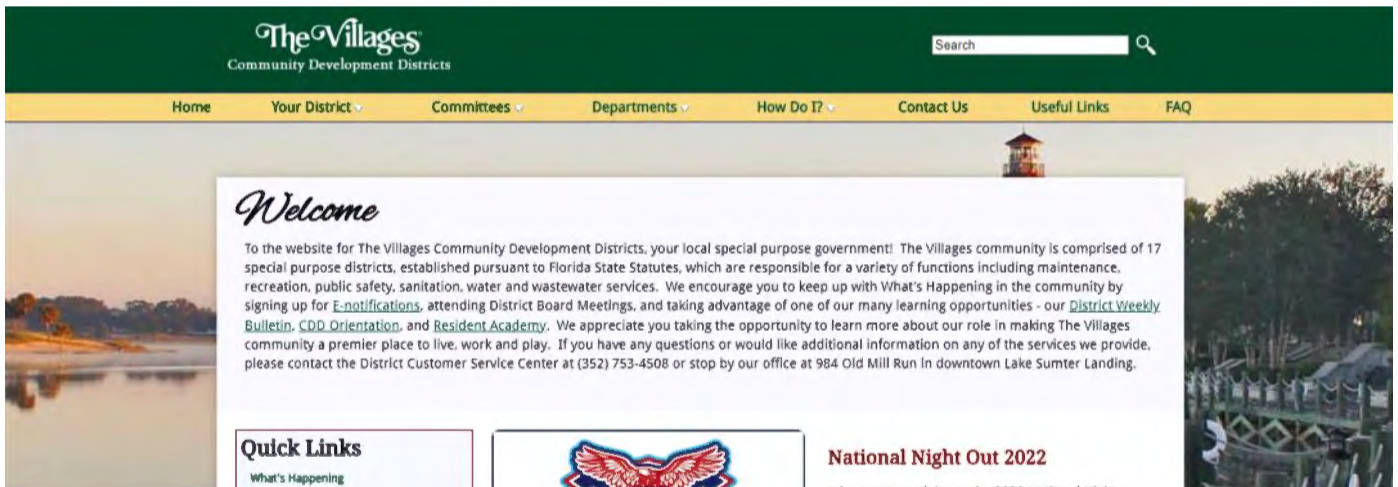 The Villages
Community Development Districts
Search
Home Your District Committees Departments How Do I? Contact Us Useful Links FAQ
Welcome
To the website for The Villages Community Development Districts, your local special purpose government! The Villages community is comprised of 17
special purpose districts, established pursuant to Florida State Statutes, which are responsible for a variety of functions including maintenance,
recreation, public safety, sanitation, water and wastewater services. We encourage you to keep up with What's Happening in the community by
signing up for E-notifications, attending District Board Meetings, and taking advantage of one of our many learning opportunities - our District Weekly
Bulletin, CDD Orientation, and Resident Academy. We appreciate you taking the opportunity to learn more about our role in making The Villages
community a premier place to live, work and play. If you have any questions or would like additional information on any of the services we provide,
please contact the District Customer Service Center at (352) 753-4508 or stop by our office at 984 Old Mill Run in downtown Lake Sumter Landing.
Quick Links
What's Happening
National Night Out 2022